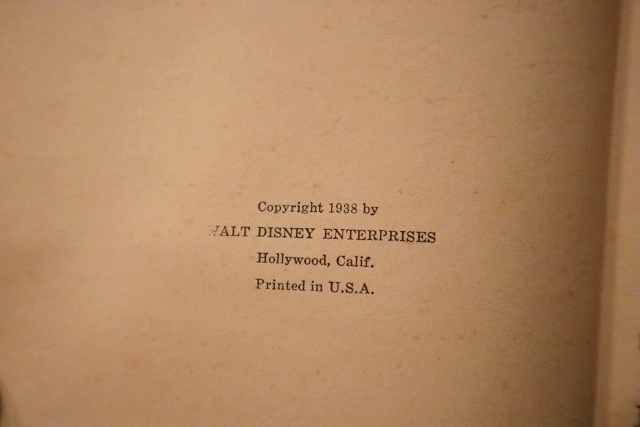 Copyright 1938 by
WALT DISNEY ENTERPRISES
Hollywood, Calif.
Printed in U.S.A.